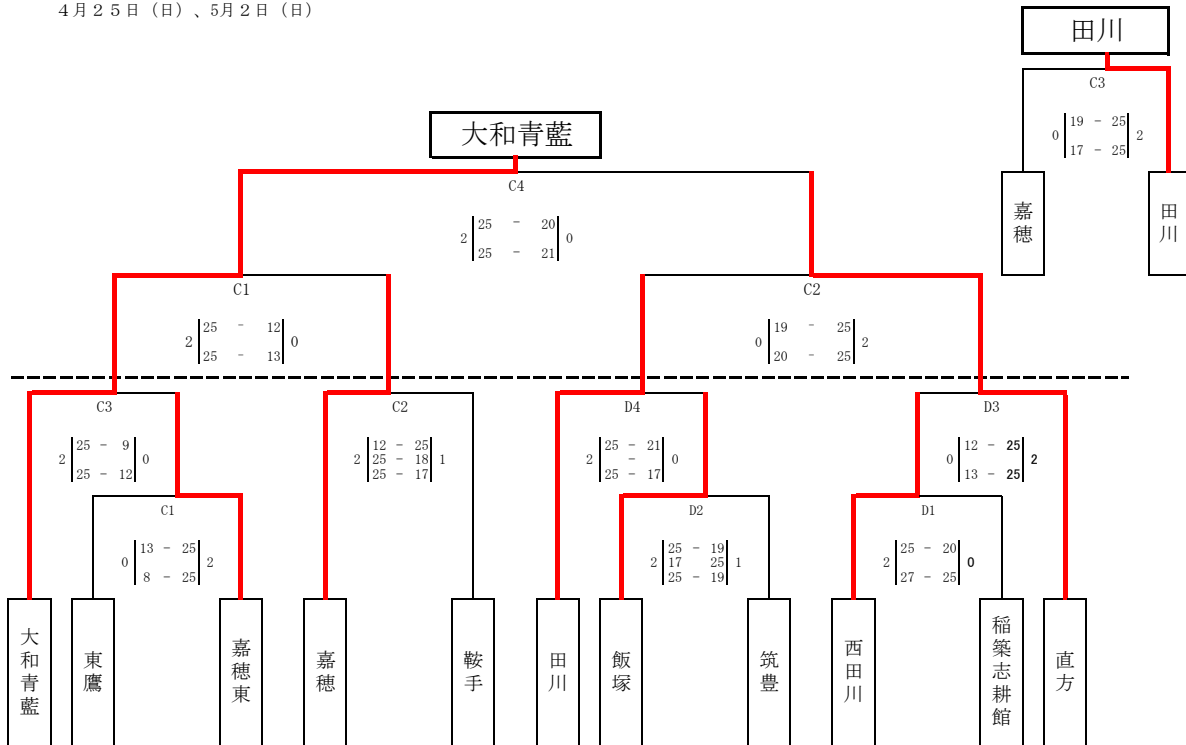 ４月２５日（日）、5月２日（日）
田川
C3
0 19 － 25 2
17 － 25
嘉穂
田川
大和青藍
C4
2 25 － 20 0
25 － 21
C1
2 25 － 12 0
25 － 13
C2
0 19 － 25 2
20 － 25
C3
25 － 9
2 0
25 － 12
C2
12 － 25
2 25 － 18 1
25 － 17
D4
25 － 21
2 － 0
25 － 17
D3
12 － 25
0 2
13 － 25
C1
13 － 25
0 2
8 － 25
D2
25 － 19
2 17 25 1
25 － 19
D1
25 － 20
2 0
27 － 25
大和青藍
東鷹
嘉穂東
嘉穂
鞍手
田川
飯塚
筑豊
西田川
稲築志耕館
直方